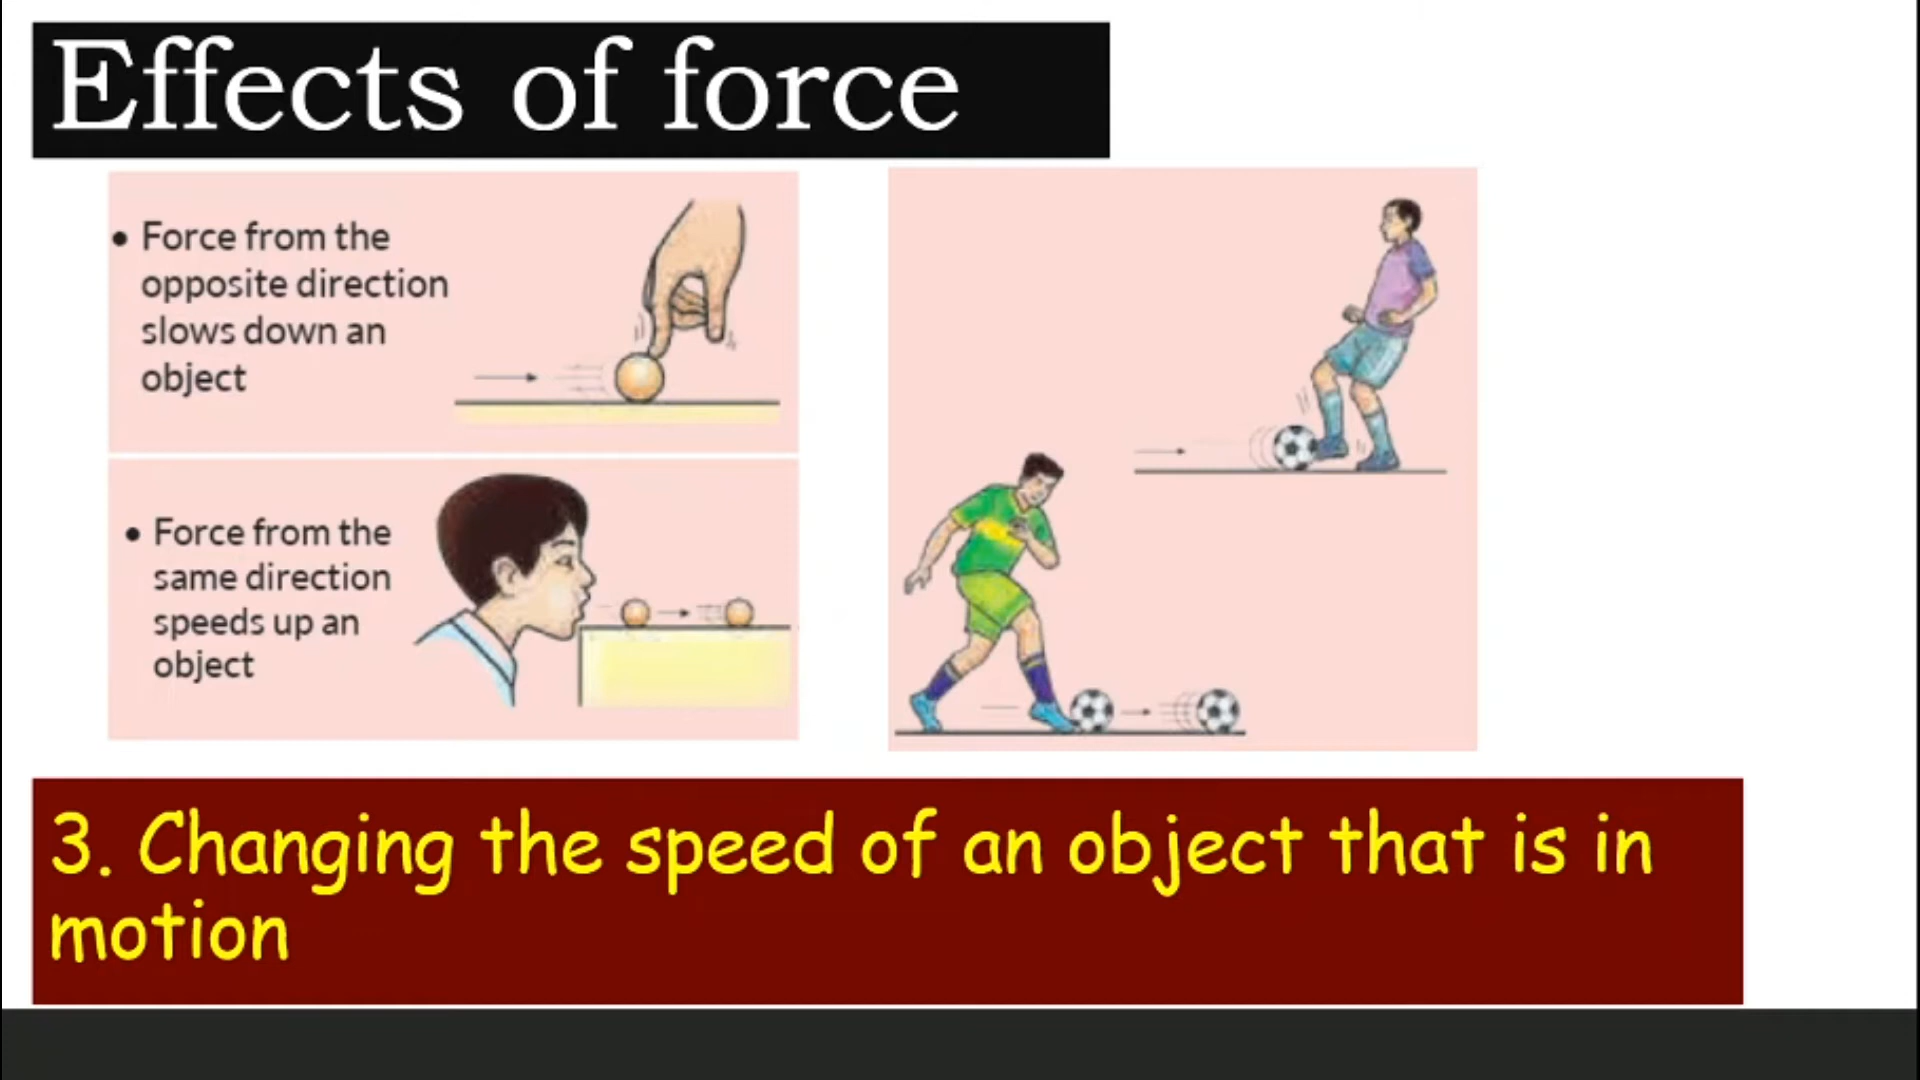 Effects of force
• Force from the
opposite direction
slows down an
object
• Force from the
same direction
speeds up an
object
3. Changing the speed of an object that is in
motion